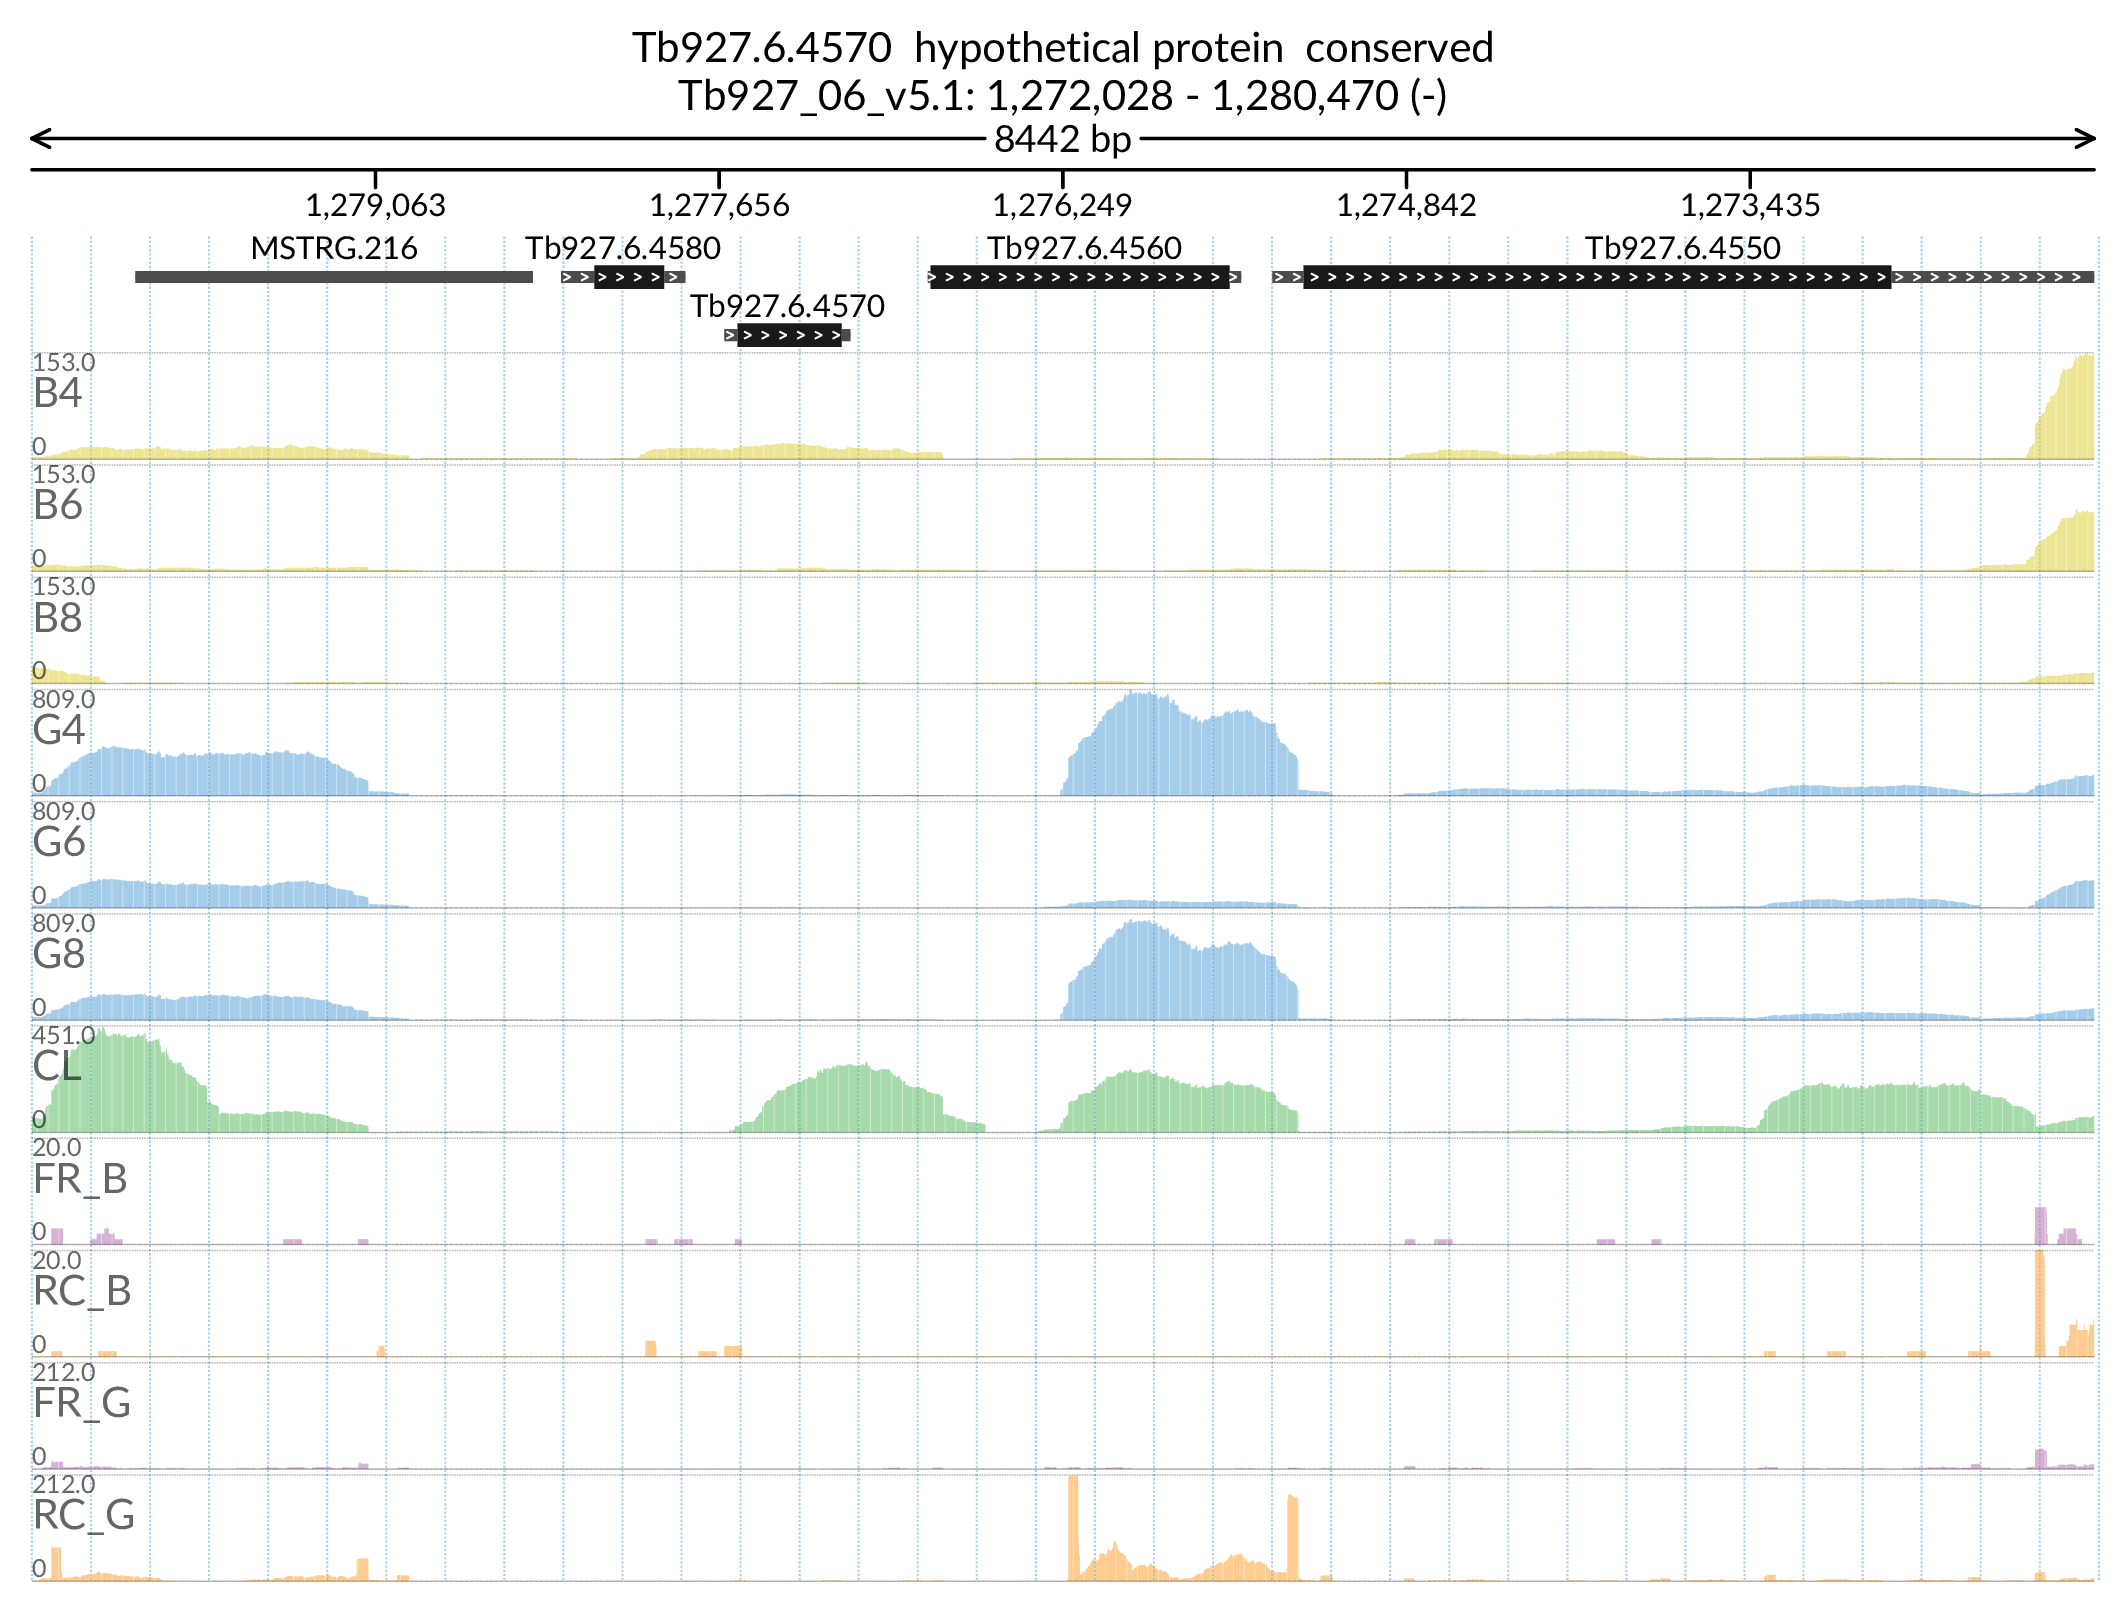 Tb927.6.4570 hypothetical protein conserved
Tb927_06_v5.1: 1,272,028 - 1,280,470 (-)
8442 bp
1,279,063 1,277,656 1,276,249 1,274,842 1,273,435
MSTRG.216 Tb927.6.4580 Tb927.6.4560 Tb927.6.4550
Tb927.6.4570
153.0
B4
0
153.0
B6
0
153.0
B8
0
809.0
G4
0
809.0
G6
0
809.0
G8
0
451.0
CL
0
20.0
FR_B
0
20.0
RC_B
0
212.0
FR_G
0
212.0
RC_G
0